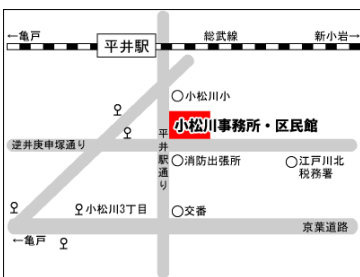 ←亀戸
総武線
新小岩→
平井駅
小松川小
小松川事務所・区民館
逆井庚申塚通り
平井駅通り
消防出張所
江戸川北
税務署
小松川3丁目
交番
京葉道路
←亀戸